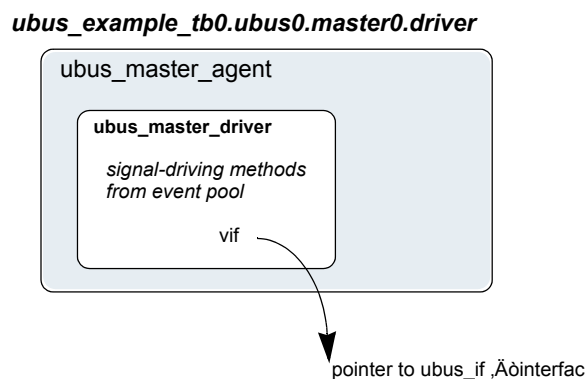 ubus_example_tb0.ubus0.master0.driver
ubus_master_agent
ubus_master_driver
signal-driving methods
from event pool
vif
pointer to ubus_if ‚Äòinterfac